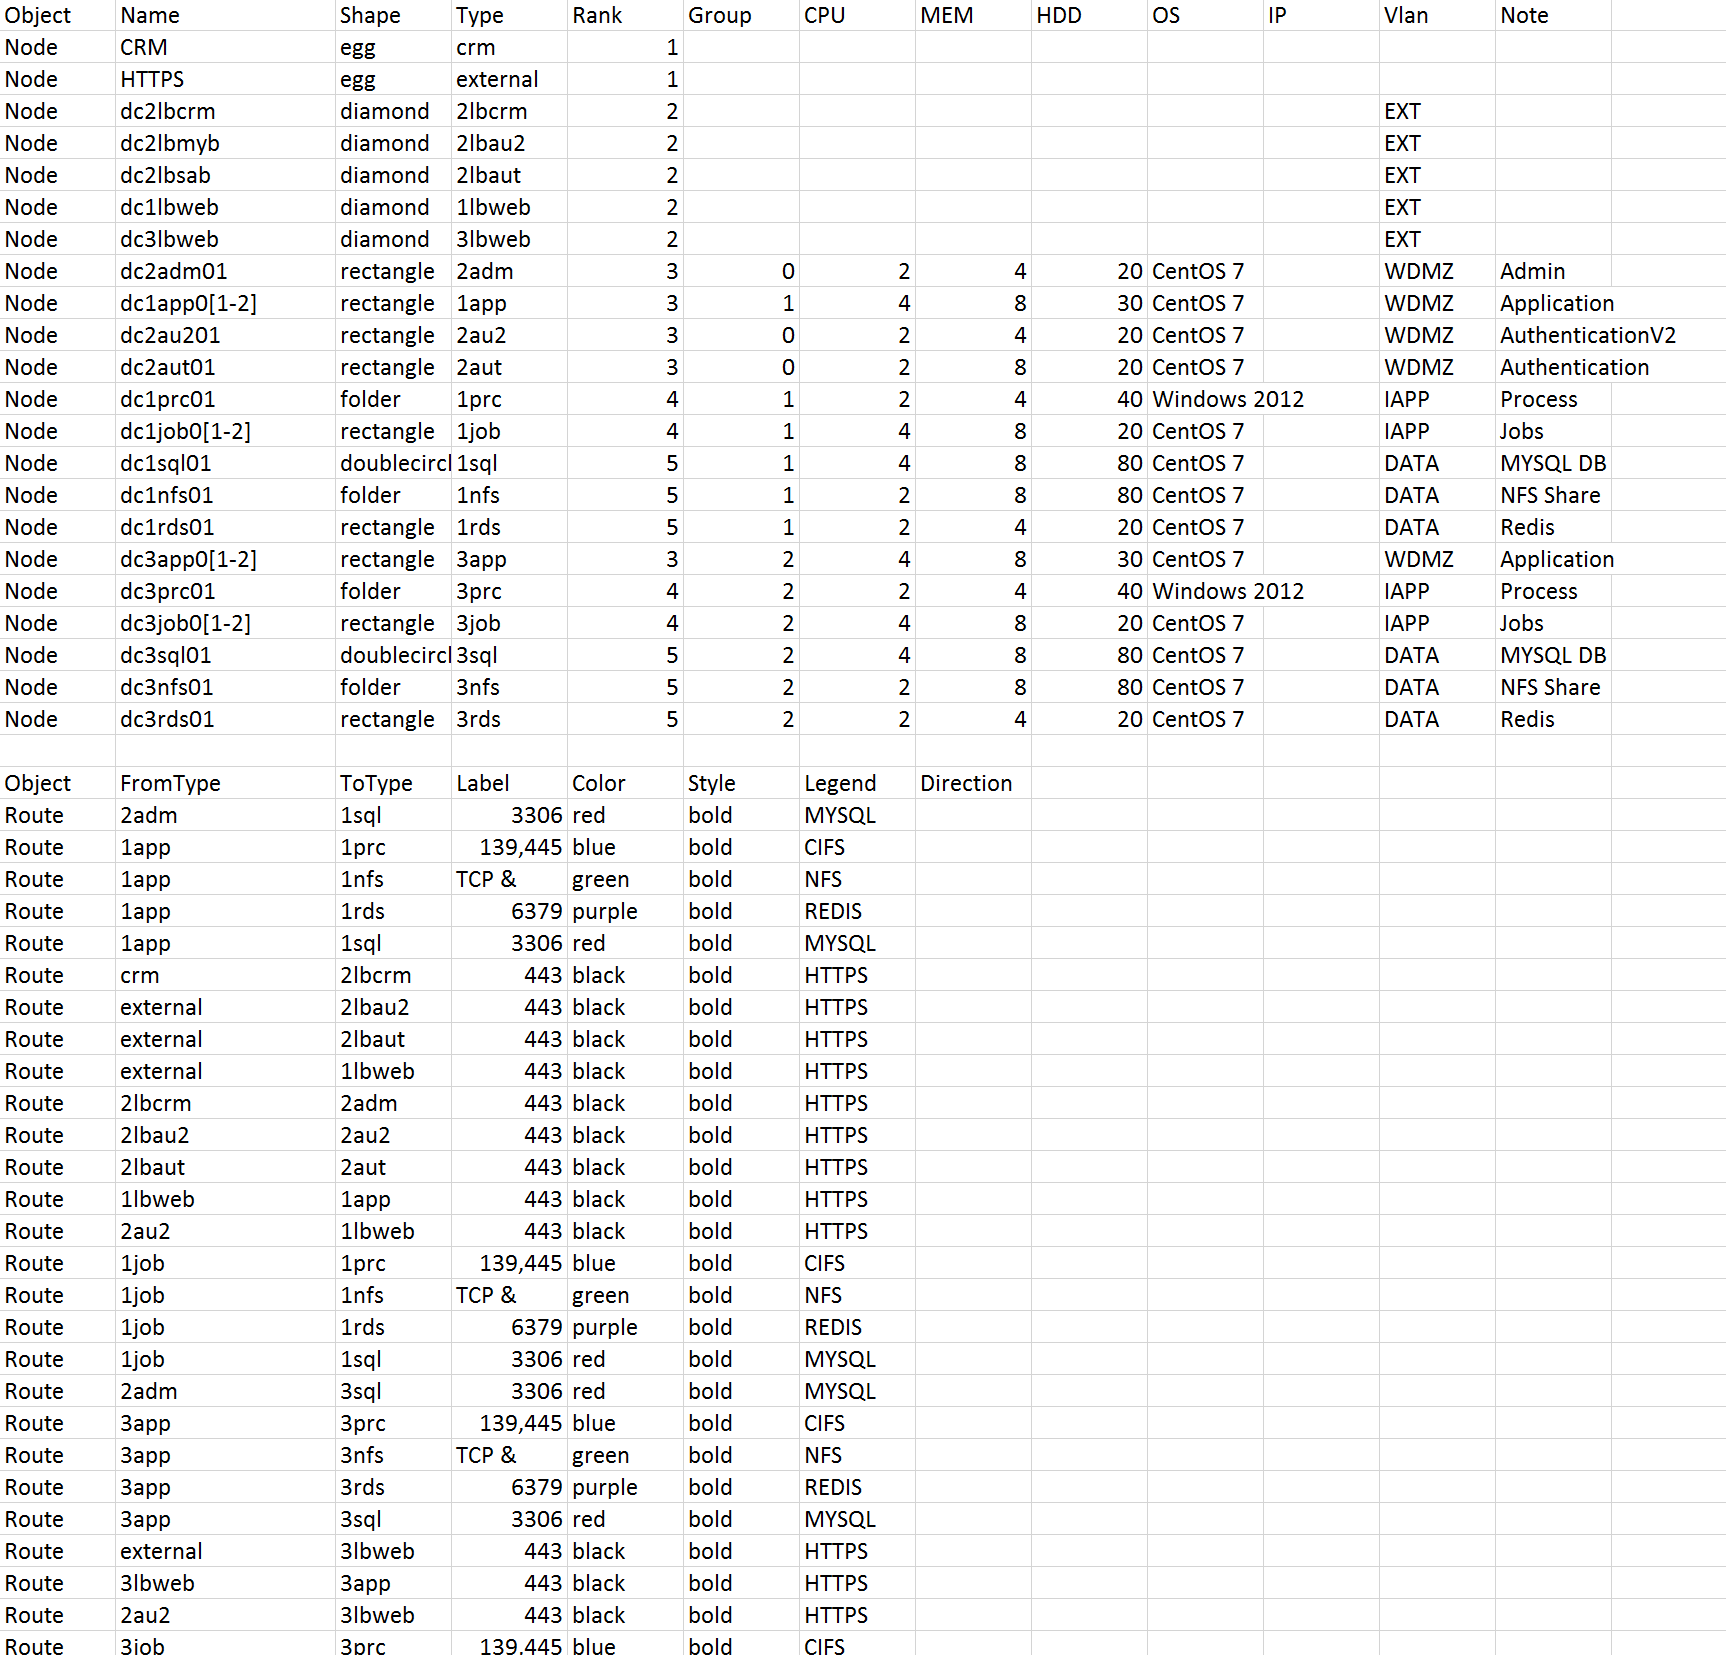 Object Name Shape Type Rank Group CPU MEM HDD OS IP Vlan Note
Node CRM egg crm 1
Node HTTPS egg external 1
Node dc2lbcrm diamond 2lbcrm 2 EXT
Node dc2lbmyb diamond 2lbau2 2 EXT
Node dc2lbsab diamond 2lbaut 2 EXT
Node dc1lbweb diamond 1lbweb 2 EXT
Node dc3lbweb diamond 3lbweb 2 EXT
Node dc2adm01 rectangle 2adm 3 0 2 4 20 CentOS 7 WDMZ Admin
Node dc1app0[1-2] rectangle 1app 3 1 4 8 30 CentOS 7 WDMZ Application
Node dc2au201 rectangle 2au2 3 0 2 4 20 CentOS 7 WDMZ AuthenticationV2
Node dc2aut01 rectangle 2aut 3 0 2 8 20 CentOS 7 WDMZ Authentication
Node dc1prc01 folder 1prc 4 1 2 4 40 Windows 2012 IAPP Process
Node dc1job0[1-2] rectangle 1job 4 1 4 8 20 CentOS 7 IAPP Jobs
Node dc1sql01 doublecircl 1sql 5 1 4 8 80 CentOS 7 DATA MYSQL DB
Node dc1nfs01 folder 1nfs 5 1 2 8 80 CentOS 7 DATA NFS Share
Node dc1rds01 rectangle 1rds 5 1 2 4 20 CentOS 7 DATA Redis
Node dc3app0[1-2] rectangle 3app 3 2 4 8 30 CentOS 7 WDMZ Application
Node dc3prc01 folder 3prc 4 2 2 4 40 Windows 2012 IAPP Process
Node dc3job0[1-2] rectangle 3job 4 2 4 8 20 CentOS 7 IAPP Jobs
Node dc3sql01 doublecircl 3sql 5 2 4 8 80 CentOS 7 DATA MYSQL DB
Node dc3nfs01 folder 3nfs 5 2 2 8 80 CentOS 7 DATA NFS Share
Node dc3rds01 rectangle 3rds 5 2 2 4 20 CentOS 7 DATA Redis
Object FromType ToType Label Color Style Legend Direction
Route 2adm 1sql 3306 red bold MYSQL
Route 1app 1prc 139,445 blue bold CIFS
Route 1app 1nfs TCP & green bold NFS
Route 1app 1rds 6379 purple bold REDIS
Route 1app 1sql 3306 red bold MYSQL
Route crm 2lbcrm 443 black bold HTTPS
Route external 2lbau2 443 black bold HTTPS
Route external 2lbaut 443 black bold HTTPS
Route external 1lbweb 443 black bold HTTPS
Route 2lbcrm 2adm 443 black bold HTTPS
Route 2lbau2 2au2 443 black bold HTTPS
Route 2lbaut 2aut 443 black bold HTTPS
Route 1lbweb 1app 443 black bold HTTPS
Route 2au2 1lbweb 443 black bold HTTPS
Route 1job 1prc 139,445 blue bold CIFS
Route 1job 1nfs TCP & green bold NFS
Route 1job 1rds 6379 purple bold REDIS
Route 1job 1sql 3306 red bold MYSQL
Route 2adm 3sql 3306 red bold MYSQL
Route 3app 3prc 139,445 blue bold CIFS
Route 3app 3nfs TCP & green bold NFS
Route 3app 3rds 6379 purple bold REDIS
Route 3app 3sql 3306 red bold MYSQL
Route external 3lbweb 443 black bold HTTPS
Route 3lbweb 3app 443 black bold HTTPS
Route 2au2 3lbweb 443 black bold HTTPS
Route 3job 3prc 139,445 blue bold CIFS